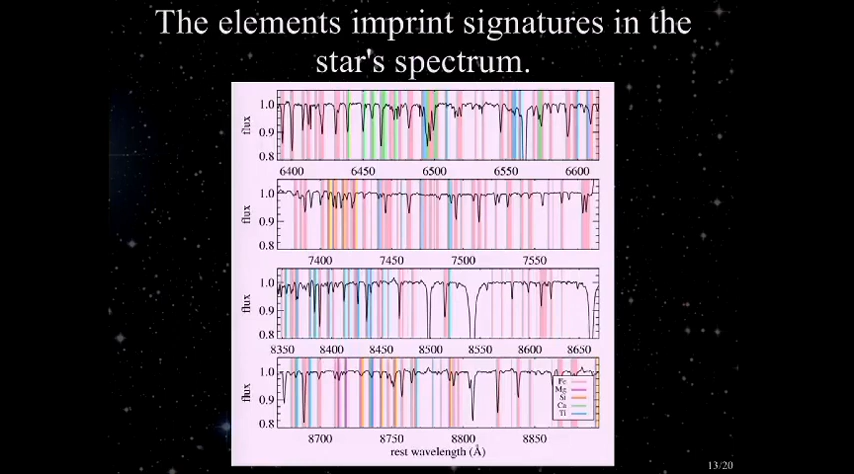 The elements imprint signatures in the
star's spectrum.
1.0
flux
0.9
0.8
6400 6450 6500 6550 6600
1.0
flux
0.9
0.8
7400 7450 7500 7550
1.0
flux
0.9
0.8
8350 8400 8450 8500 8550 8600 8650
1.0
flux
0.9
0.8
Fe
Mg
Si
Ca
Ti
8700 8750 8800 8850
rest wavelength (Å)
13/20